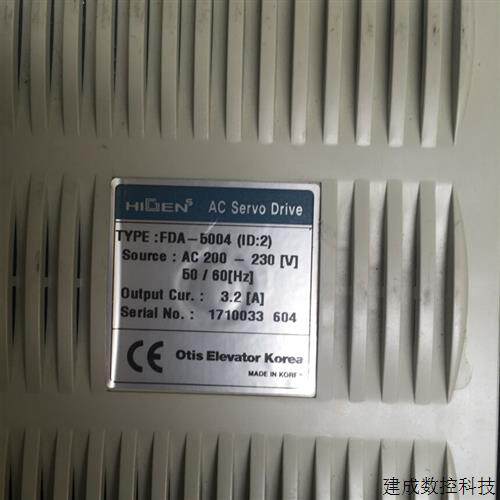 HIGEN5 AC Servo Drive
TYPE : FDA-5004 (ID:2)
Source : AC 200 - 230 [V]
50 / 60[Hz]
Output Cur. : 3.2 [A]
Serial No. : 1710033 604
CE Otis Elevator Korea
MADE IN KOREA
建成数控科技